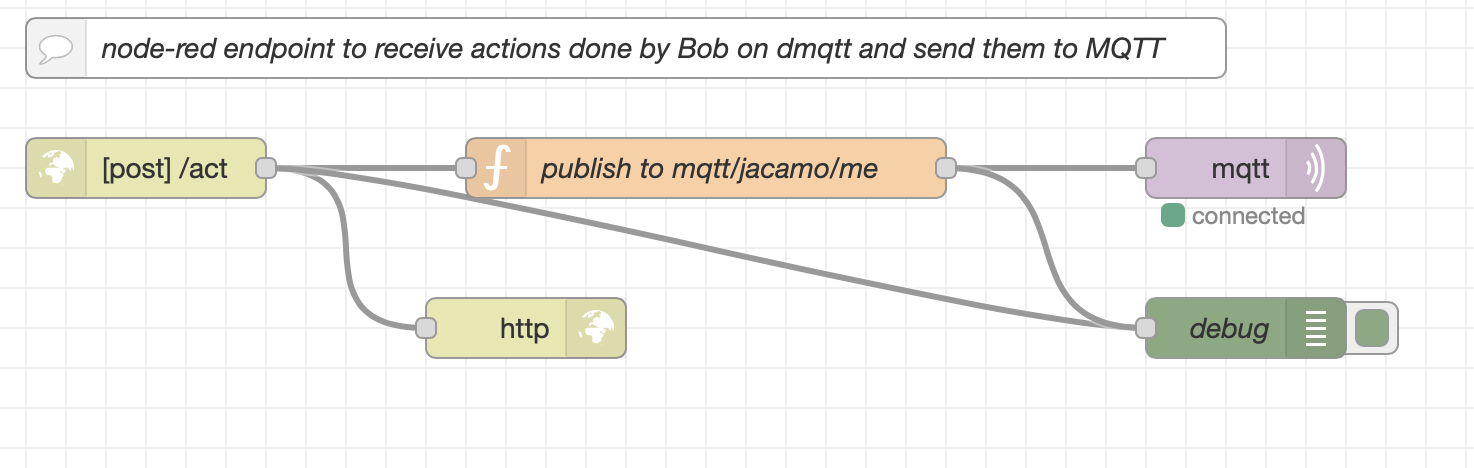 node-red endpoint to receive actions done by Bob on dmqtt and send them to MQTT
[post] /act
publish to mqtt/jacamo/me
mqtt
connected
http
debug